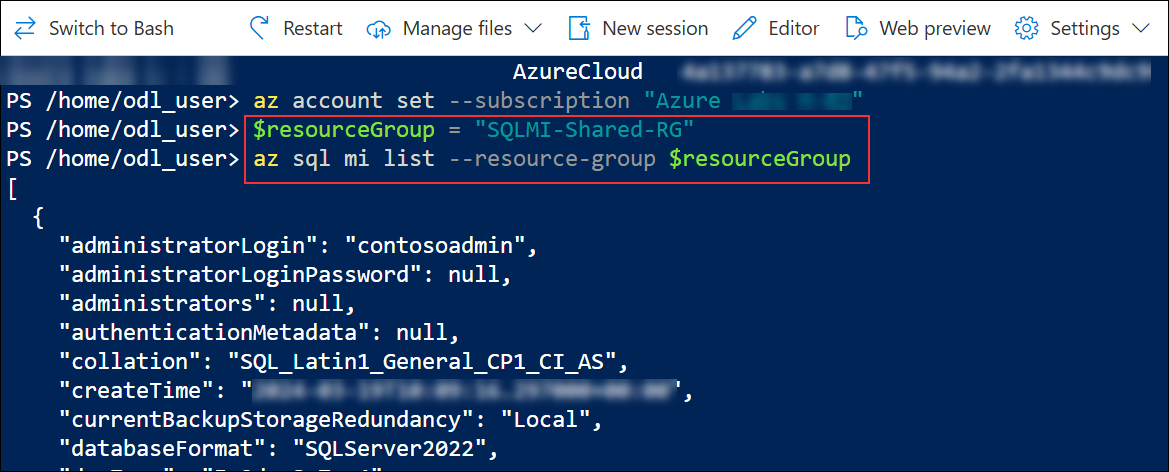 Switch to Bash Restart Manage files New session Editor Web preview Settings
AzureCloud
PS /home/odl_user> az account set --subscription "Azure "
PS /home/odl_user> $resourceGroup = "SQLMI-Shared-RG"
PS /home/odl_user> az sql mi list --resource-group $resourceGroup
[
{
"administratorLogin": "contosoadmin",
"administratorLoginPassword": null,
"administrators": null,
"authenticationMetadata": null,
"collation": "SQL_Latin1_General_CP1_CI_AS",
"createTime": "",
"currentBackupStorageRedundancy": "Local",
"databaseFormat": "SQLServer2022",